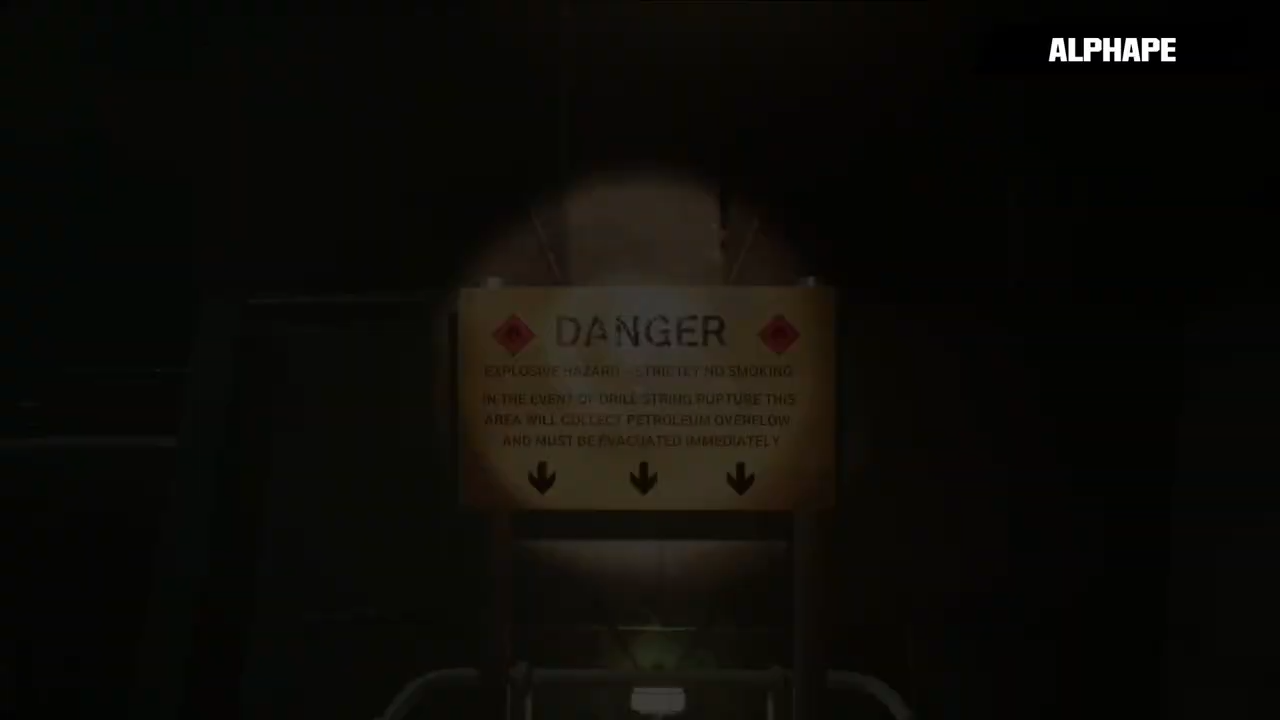 ALPHAPE
DANGER
EXPLOSIVE HAZARD - STRICTLY NO SMOKING
IN THE EVENT OF DRILL STRING RUPTURE THIS
AREA WILL COLLECT PETROLEUM OVERFLOW
AND MUST BE EVACUATED IMMEDIATELY